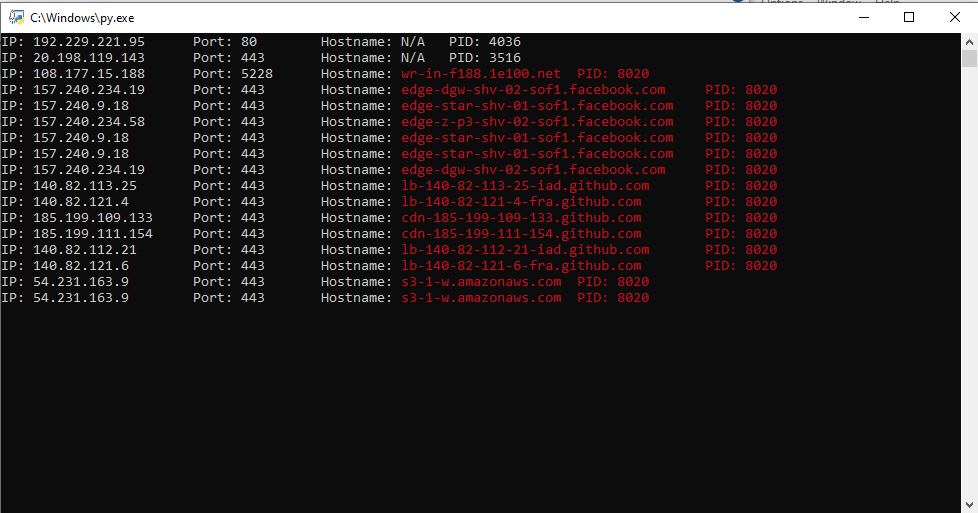 Options Window Help
C:\Windows\py.exe
IP: 192.229.221.95 Port: 80 Hostname: N/A PID: 4036
IP: 20.198.119.143 Port: 443 Hostname: N/A PID: 3516
IP: 108.177.15.188 Port: 5228 Hostname: wr-in-f188.1e100.net PID: 8020
IP: 157.240.234.19 Port: 443 Hostname: edge-dgw-shv-02-sof1.facebook.com PID: 8020
IP: 157.240.9.18 Port: 443 Hostname: edge-star-shv-01-sof1.facebook.com PID: 8020
IP: 157.240.234.58 Port: 443 Hostname: edge-z-p3-shv-02-sof1.facebook.com PID: 8020
IP: 157.240.9.18 Port: 443 Hostname: edge-star-shv-01-sof1.facebook.com PID: 8020
IP: 157.240.9.18 Port: 443 Hostname: edge-star-shv-01-sof1.facebook.com PID: 8020
IP: 157.240.234.19 Port: 443 Hostname: edge-dgw-shv-02-sof1.facebook.com PID: 8020
IP: 140.82.113.25 Port: 443 Hostname: lb-140-82-113-25-iad.github.com PID: 8020
IP: 140.82.121.4 Port: 443 Hostname: lb-140-82-121-4-fra.github.com PID: 8020
IP: 185.199.109.133 Port: 443 Hostname: cdn-185-199-109-133.github.com PID: 8020
IP: 185.199.111.154 Port: 443 Hostname: cdn-185-199-111-154.github.com PID: 8020
IP: 140.82.112.21 Port: 443 Hostname: lb-140-82-112-21-iad.github.com PID: 8020
IP: 140.82.121.6 Port: 443 Hostname: lb-140-82-121-6-fra.github.com PID: 8020
IP: 54.231.163.9 Port: 443 Hostname: s3-1-w.amazonaws.com PID: 8020
IP: 54.231.163.9 Port: 443 Hostname: s3-1-w.amazonaws.com PID: 8020